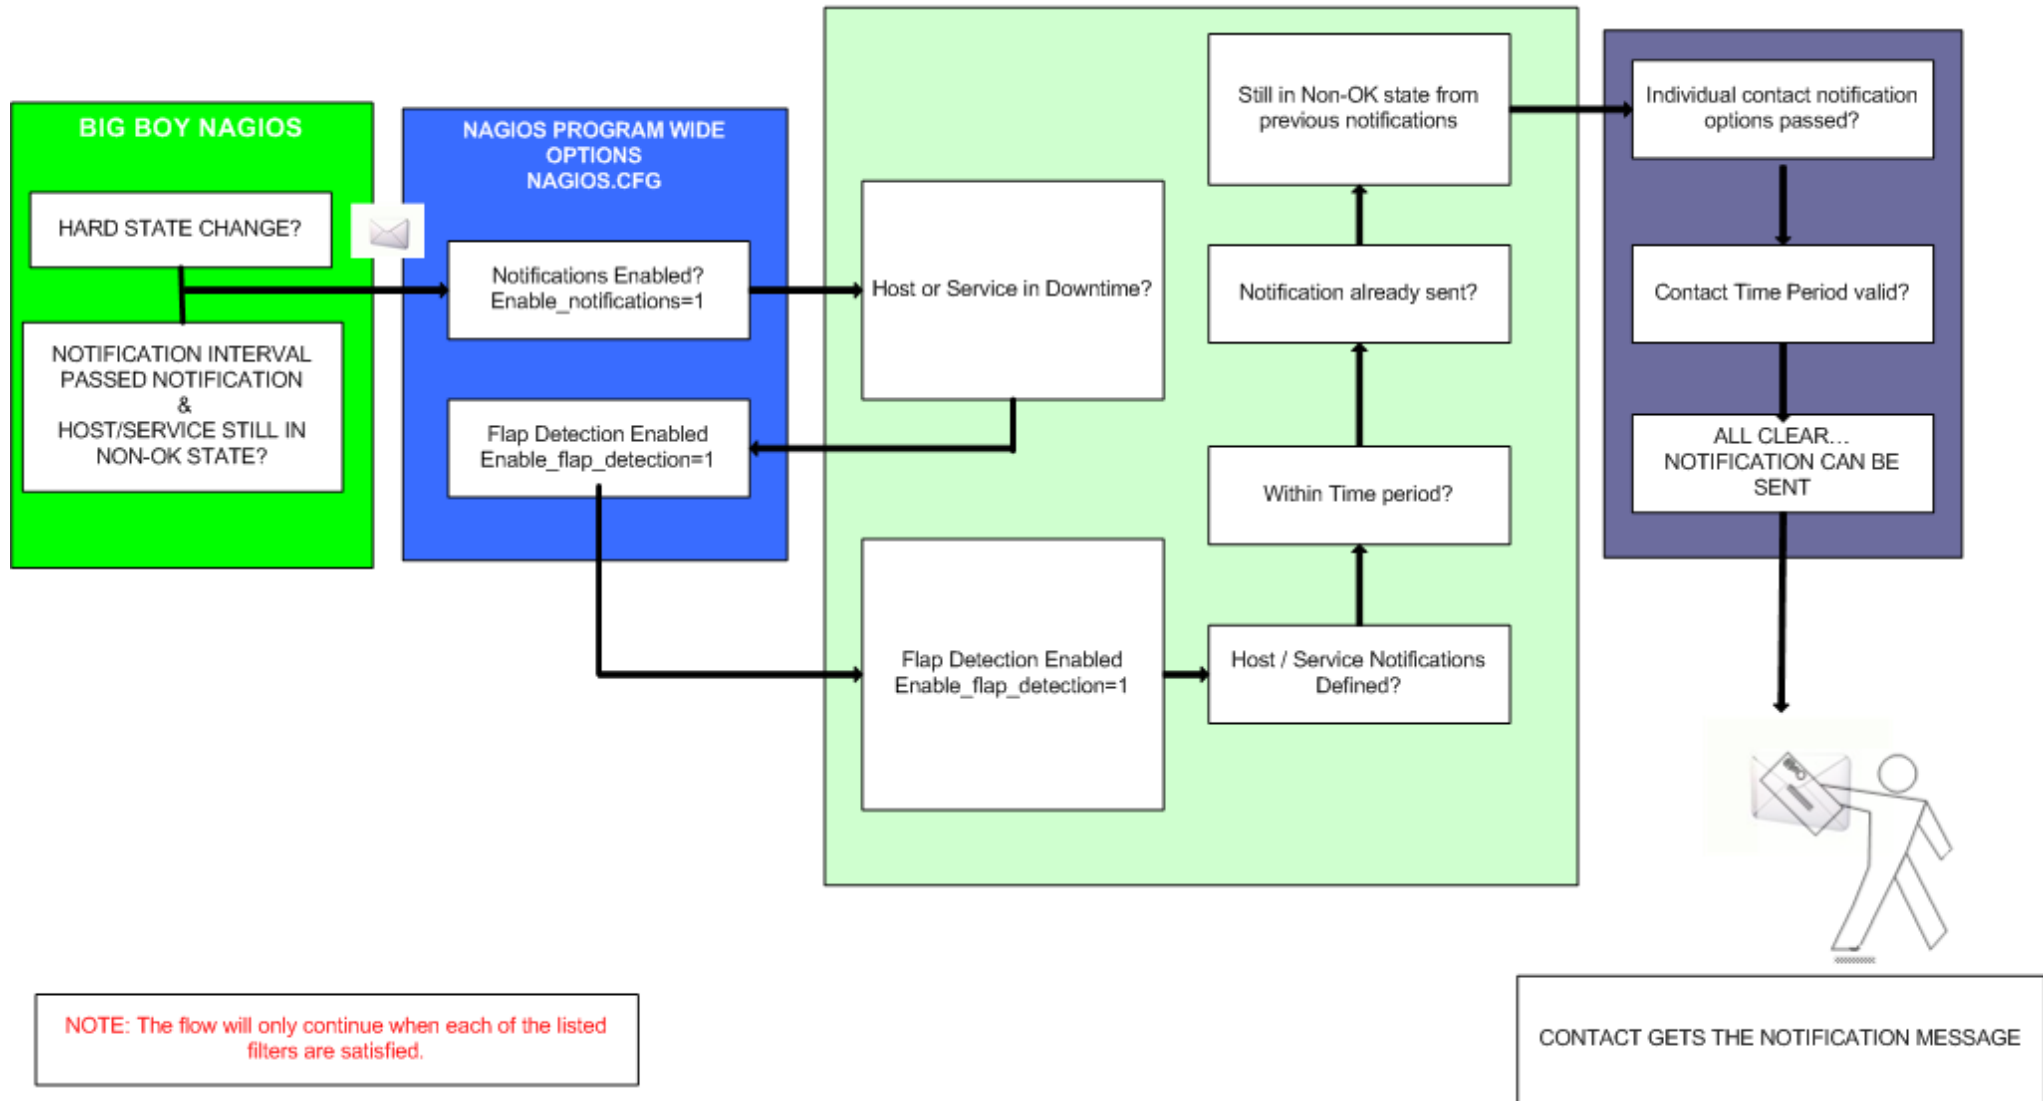 BIG BOY NAGIOS
HARD STATE CHANGE?
NOTIFICATION INTERVAL
PASSED NOTIFICATION
&
HOST/SERVICE STILL IN
NON-OK STATE?
NAGIOS PROGRAM WIDE
OPTIONS
NAGIOS.CFG
Notifications Enabled?
Enable_notifications=1
Flap Detection Enabled
Enable_flap_detection=1
Host or Service in Downtime?
Flap Detection Enabled
Enable_flap_detection=1
Still in Non-OK state from
previous notifications
Notification already sent?
Within Time period?
Host / Service Notifications
Defined?
Individual contact notification
options passed?
Contact Time Period valid?
ALL CLEAR...
NOTIFICATION CAN BE
SENT
NOTE: The flow will only continue when each of the listed
filters are satisfied.
CONTACT GETS THE NOTIFICATION MESSAGE